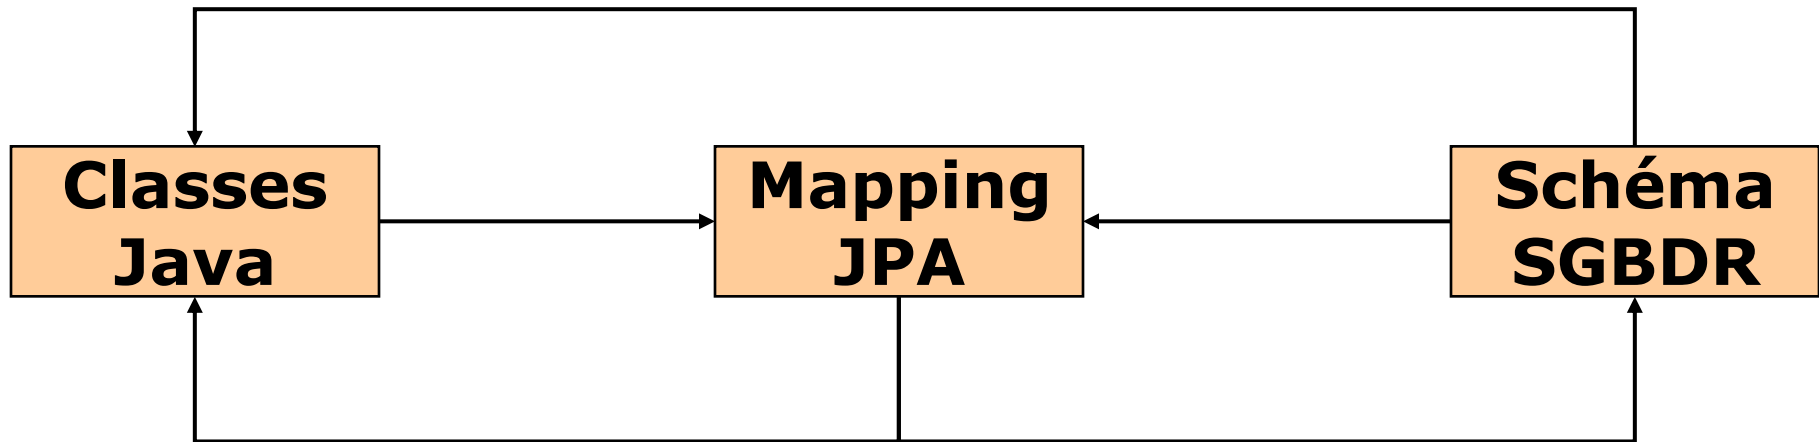 Classes
Java
Mapping
JPA
Schéma
SGBDR